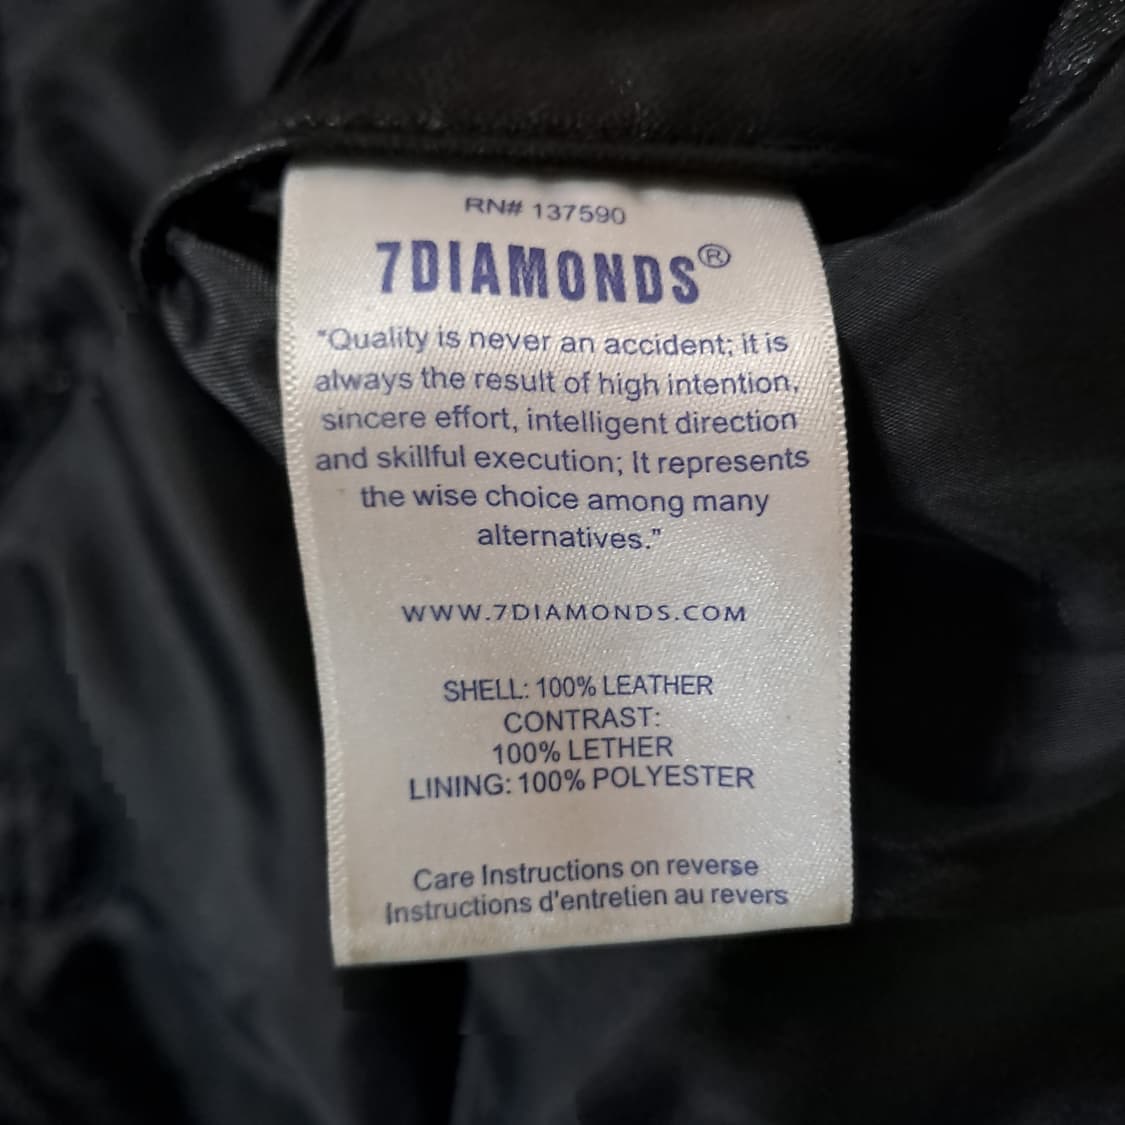 RN# 137590
7DIAMONDS®
"Quality is never an accident; it is
always the result of high intention,
sincere effort, intelligent direction
and skillful execution; It represents
the wise choice among many
alternatives."
WWW.7DIAMONDS.COM
SHELL: 100% LEATHER
CONTRAST:
100% LETHER
LINING: 100% POLYESTER
Care Instructions on reverse
Instructions d'entretien au revers